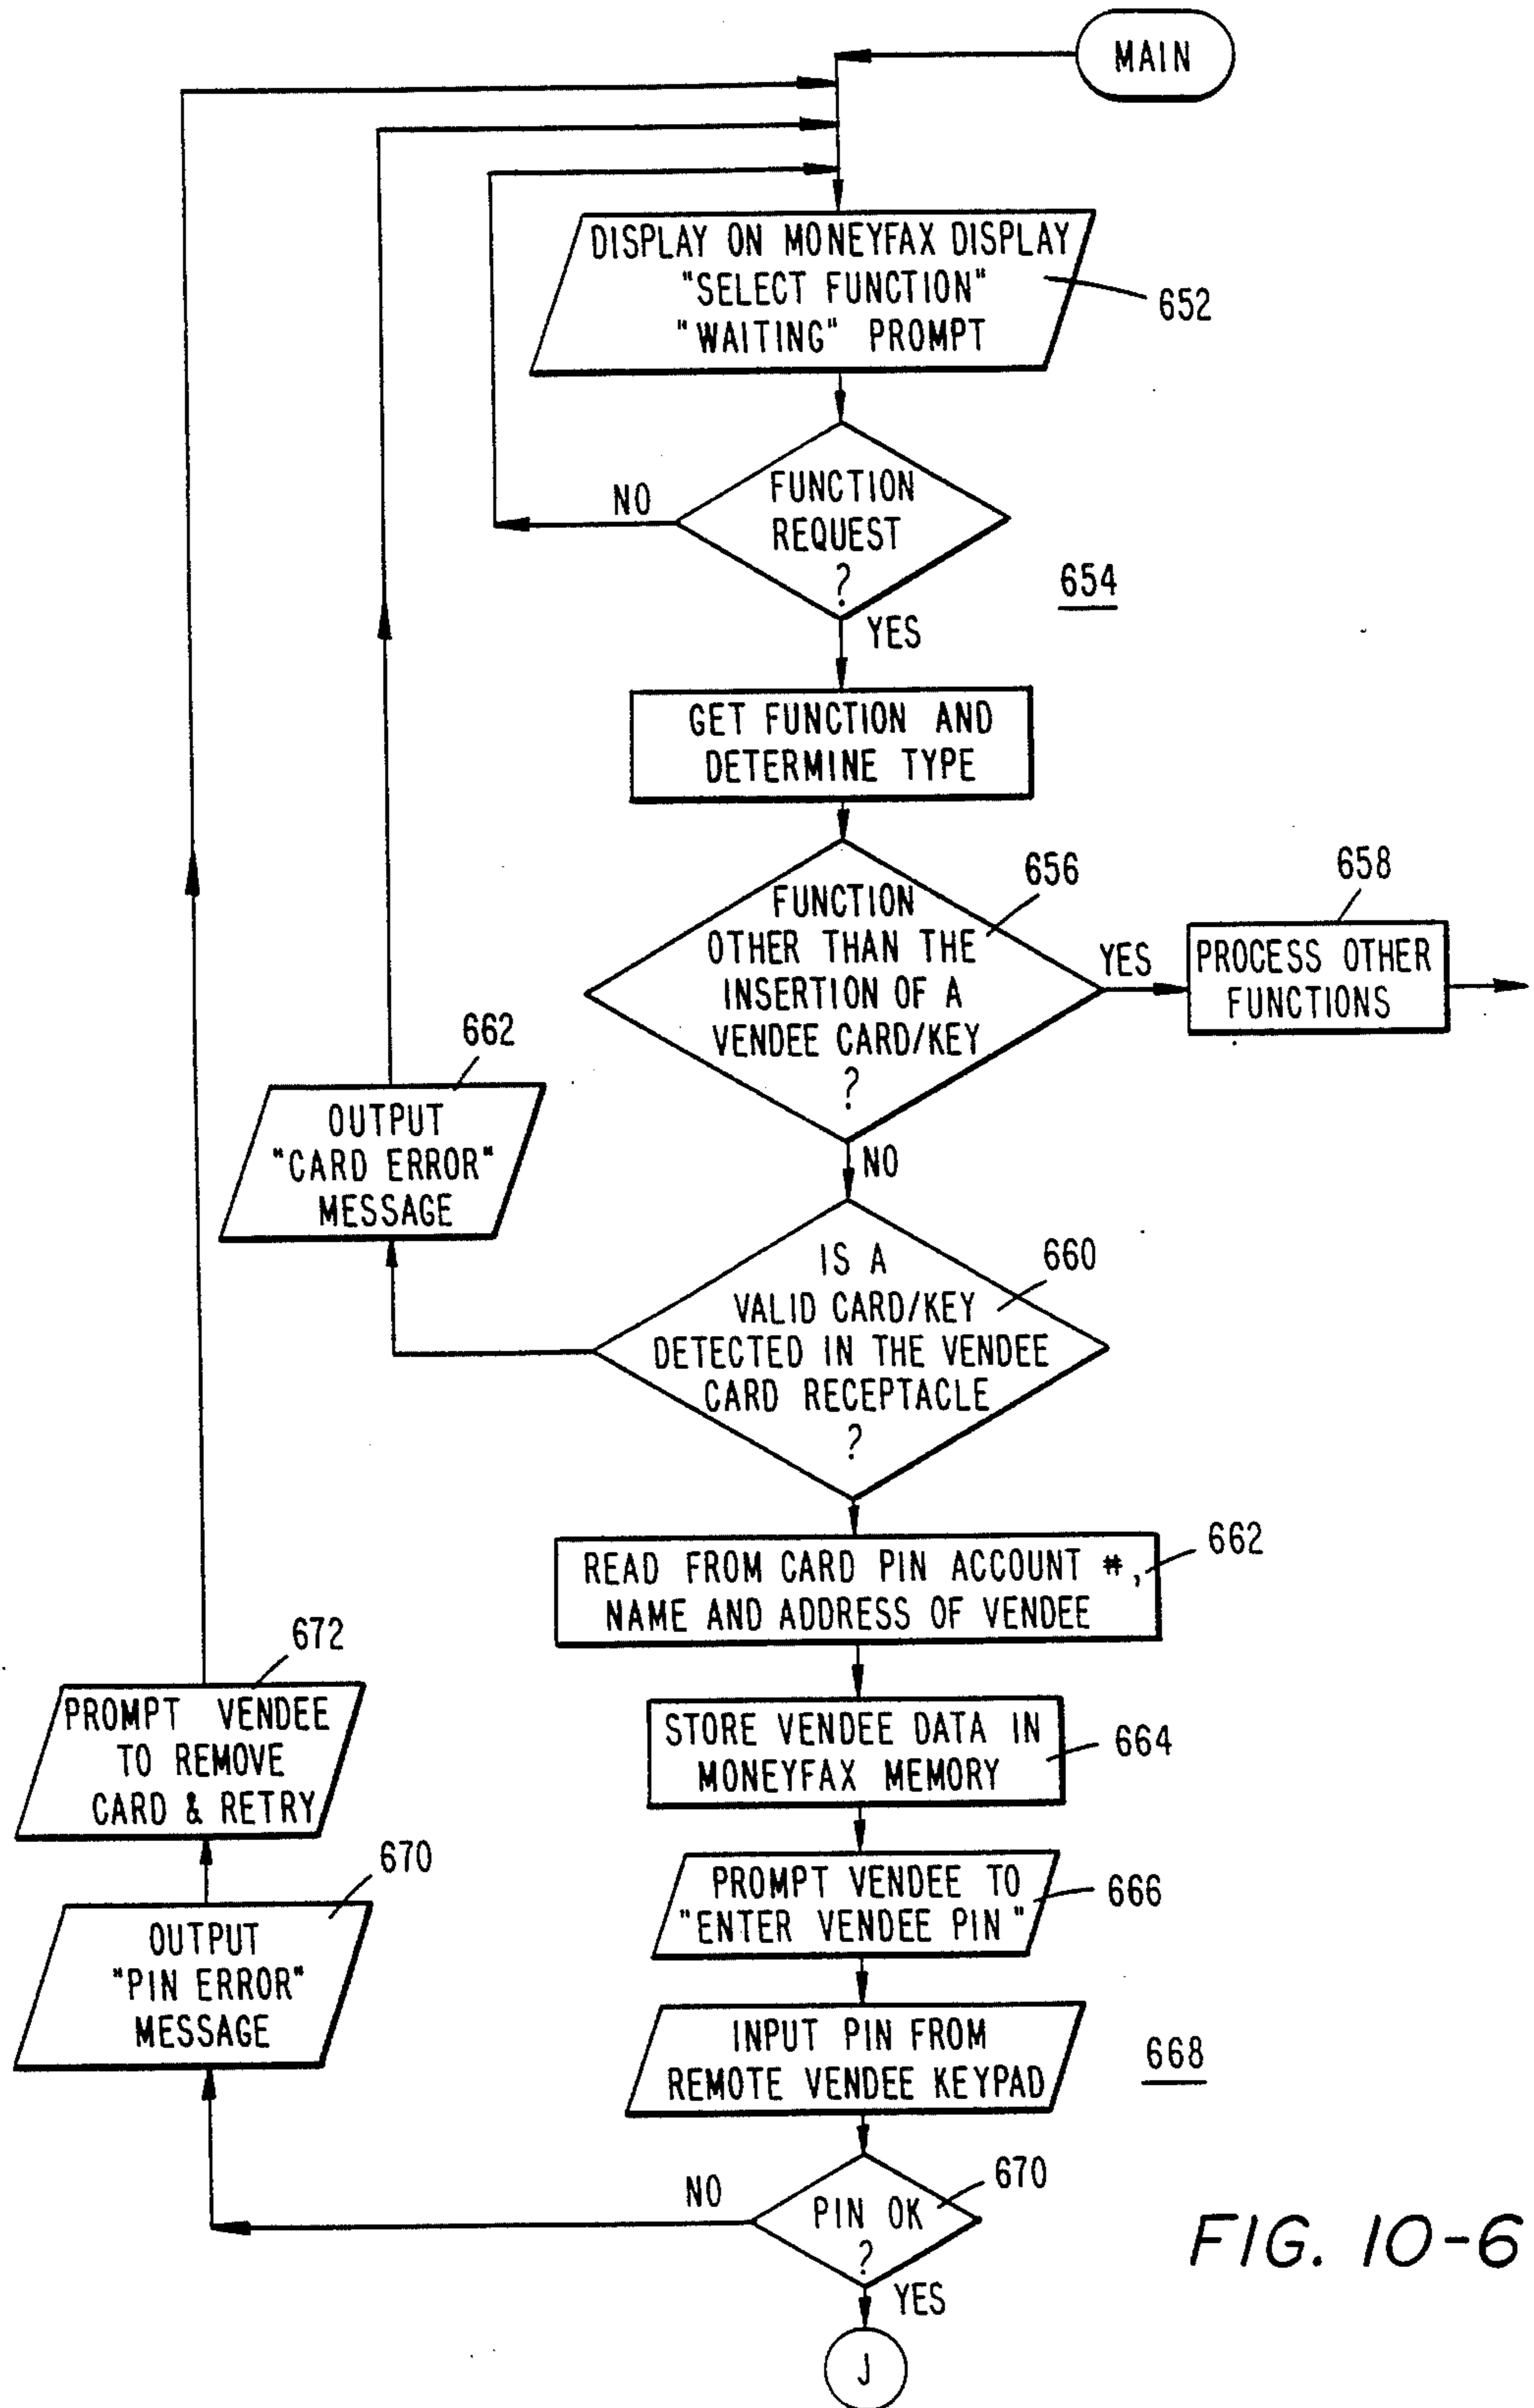 MAIN
DISPLAY ON MONEYFAX DISPLAY
"SELECT FUNCTION"
"WAITING" PROMPT
652
FUNCTION
REQUEST
?
NO
654
YES
GET FUNCTION AND
DETERMINE TYPE
656
FUNCTION
OTHER THAN THE
INSERTION OF A
VENDEE CARD/KEY
?
YES
658
PROCESS OTHER
FUNCTIONS
NO
662
OUTPUT
"CARD ERROR"
MESSAGE
660
IS A
VALID CARD/KEY
DETECTED IN THE VENDEE
CARD RECEPTACLE
?
662
READ FROM CARD PIN ACCOUNT #,
NAME AND ADDRESS OF VENDEE
STORE VENDEE DATA IN
MONEYFAX MEMORY
664
PROMPT VENDEE TO
"ENTER VENDEE PIN"
666
INPUT PIN FROM
REMOTE VENDEE KEYPAD
668
672
PROMPT VENDEE
TO REMOVE
CARD & RETRY
670
OUTPUT
"PIN ERROR"
MESSAGE
NO
670
PIN OK
?
YES
J
FIG. 10-6